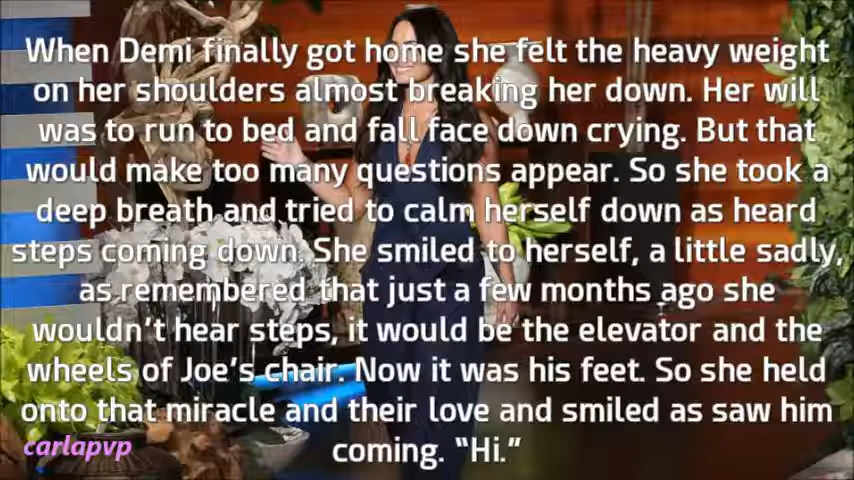 When Demi finally got home she felt the heavy weight
on her shoulders almost breaking her down. Her will
was to run to bed and fall face down crying. But that
would make too many questions appear. So she took a
deep breath and tried to calm herself down as heard
steps coming down. She smiled to herself, a little sadly,
as remembered that just a few months ago she
wouldn't hear steps, it would be the elevator and the
wheels of Joe's chair. Now it was his feet. So she held
onto that miracle and their love and smiled as saw him
coming. “Hi.”
carlapvp